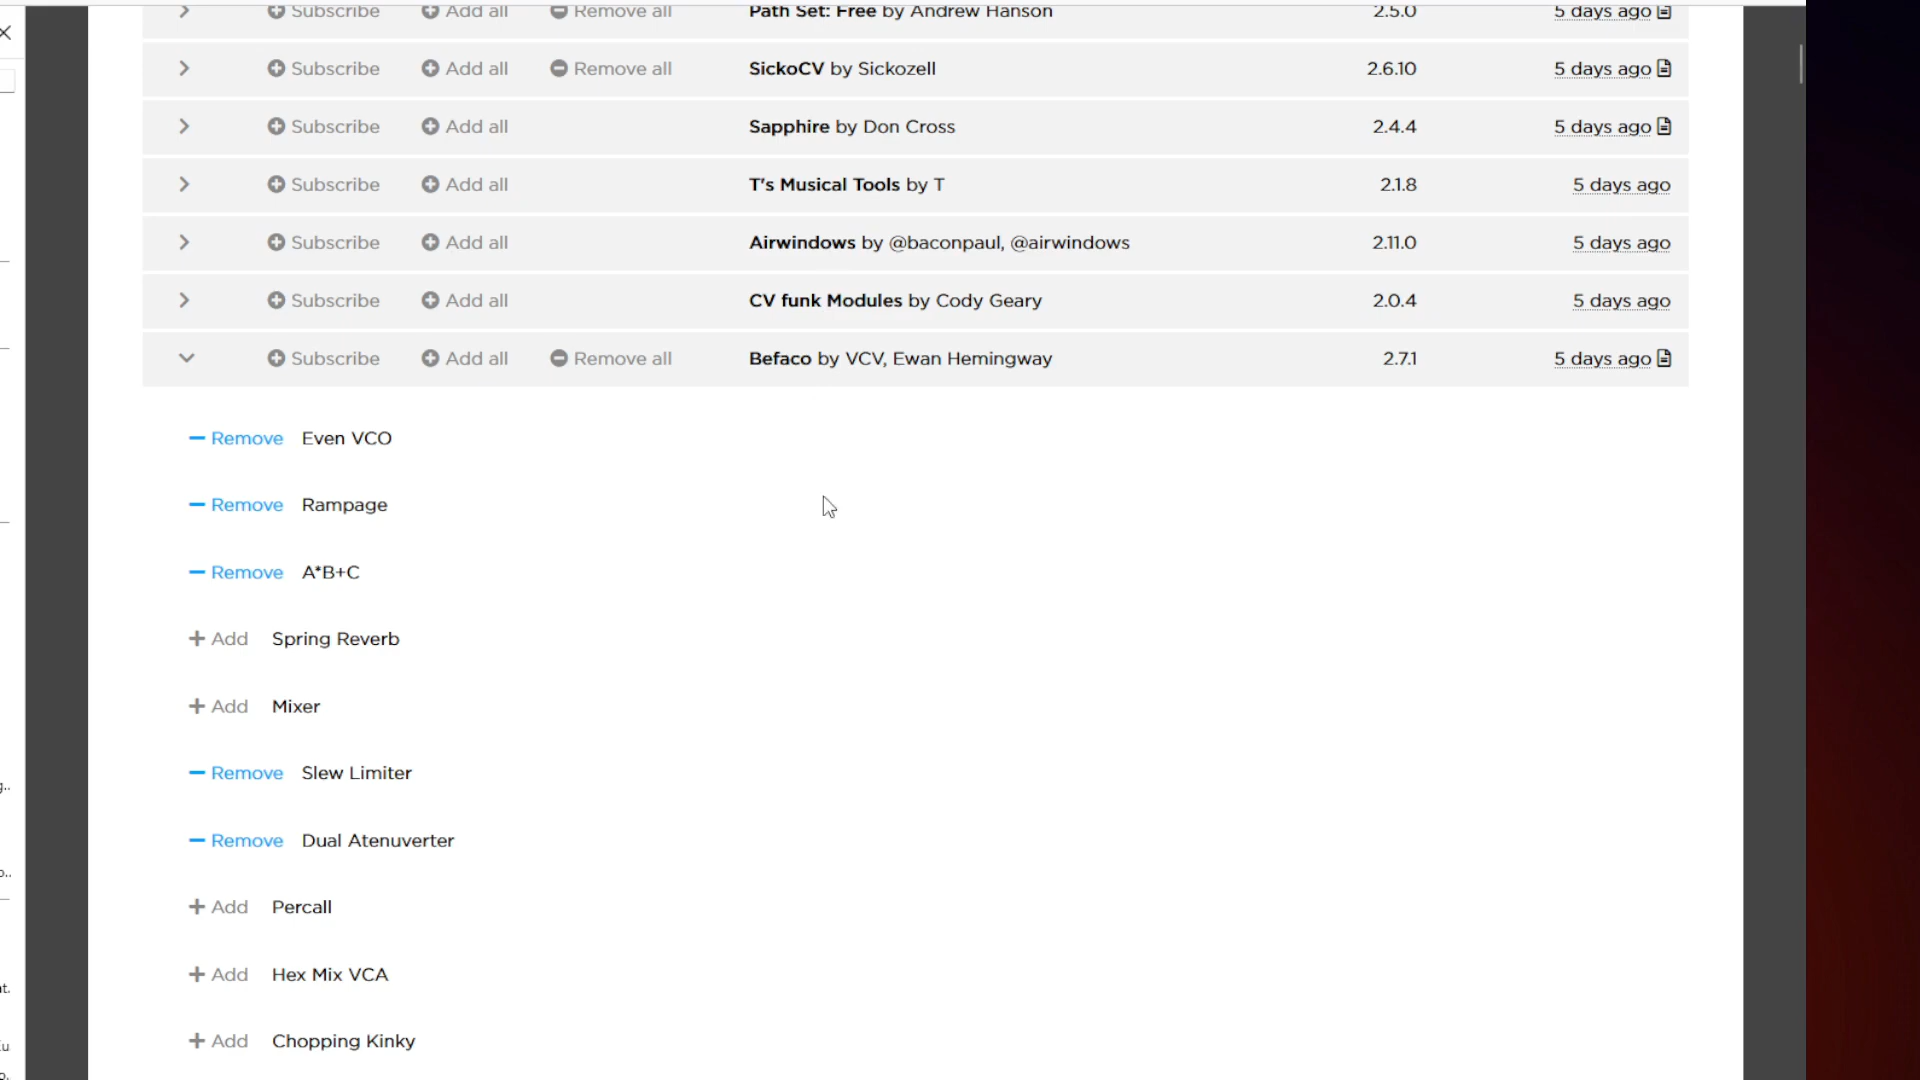 Subscribe Add all Remove all Path Set: Free by Andrew Hanson 2.5.0 5 days ago
Subscribe Add all Remove all SickoCV by Sickozell 2.6.10 5 days ago
Subscribe Add all Sapphire by Don Cross 2.4.4 5 days ago
Subscribe Add all T's Musical Tools by T 2.1.8 5 days ago
Subscribe Add all Airwindows by @baconpaul, @airwindows 2.11.0 5 days ago
Subscribe Add all CV funk Modules by Cody Geary 2.0.4 5 days ago
Subscribe Add all Remove all Befaco by VCV, Ewan Hemingway 2.7.1 5 days ago
Remove Even VCO
Remove Rampage
Remove A*B+C
Add Spring Reverb
Add Mixer
Remove Slew Limiter
Remove Dual Atenuverter
Add Percall
Add Hex Mix VCA
Add Chopping Kinky